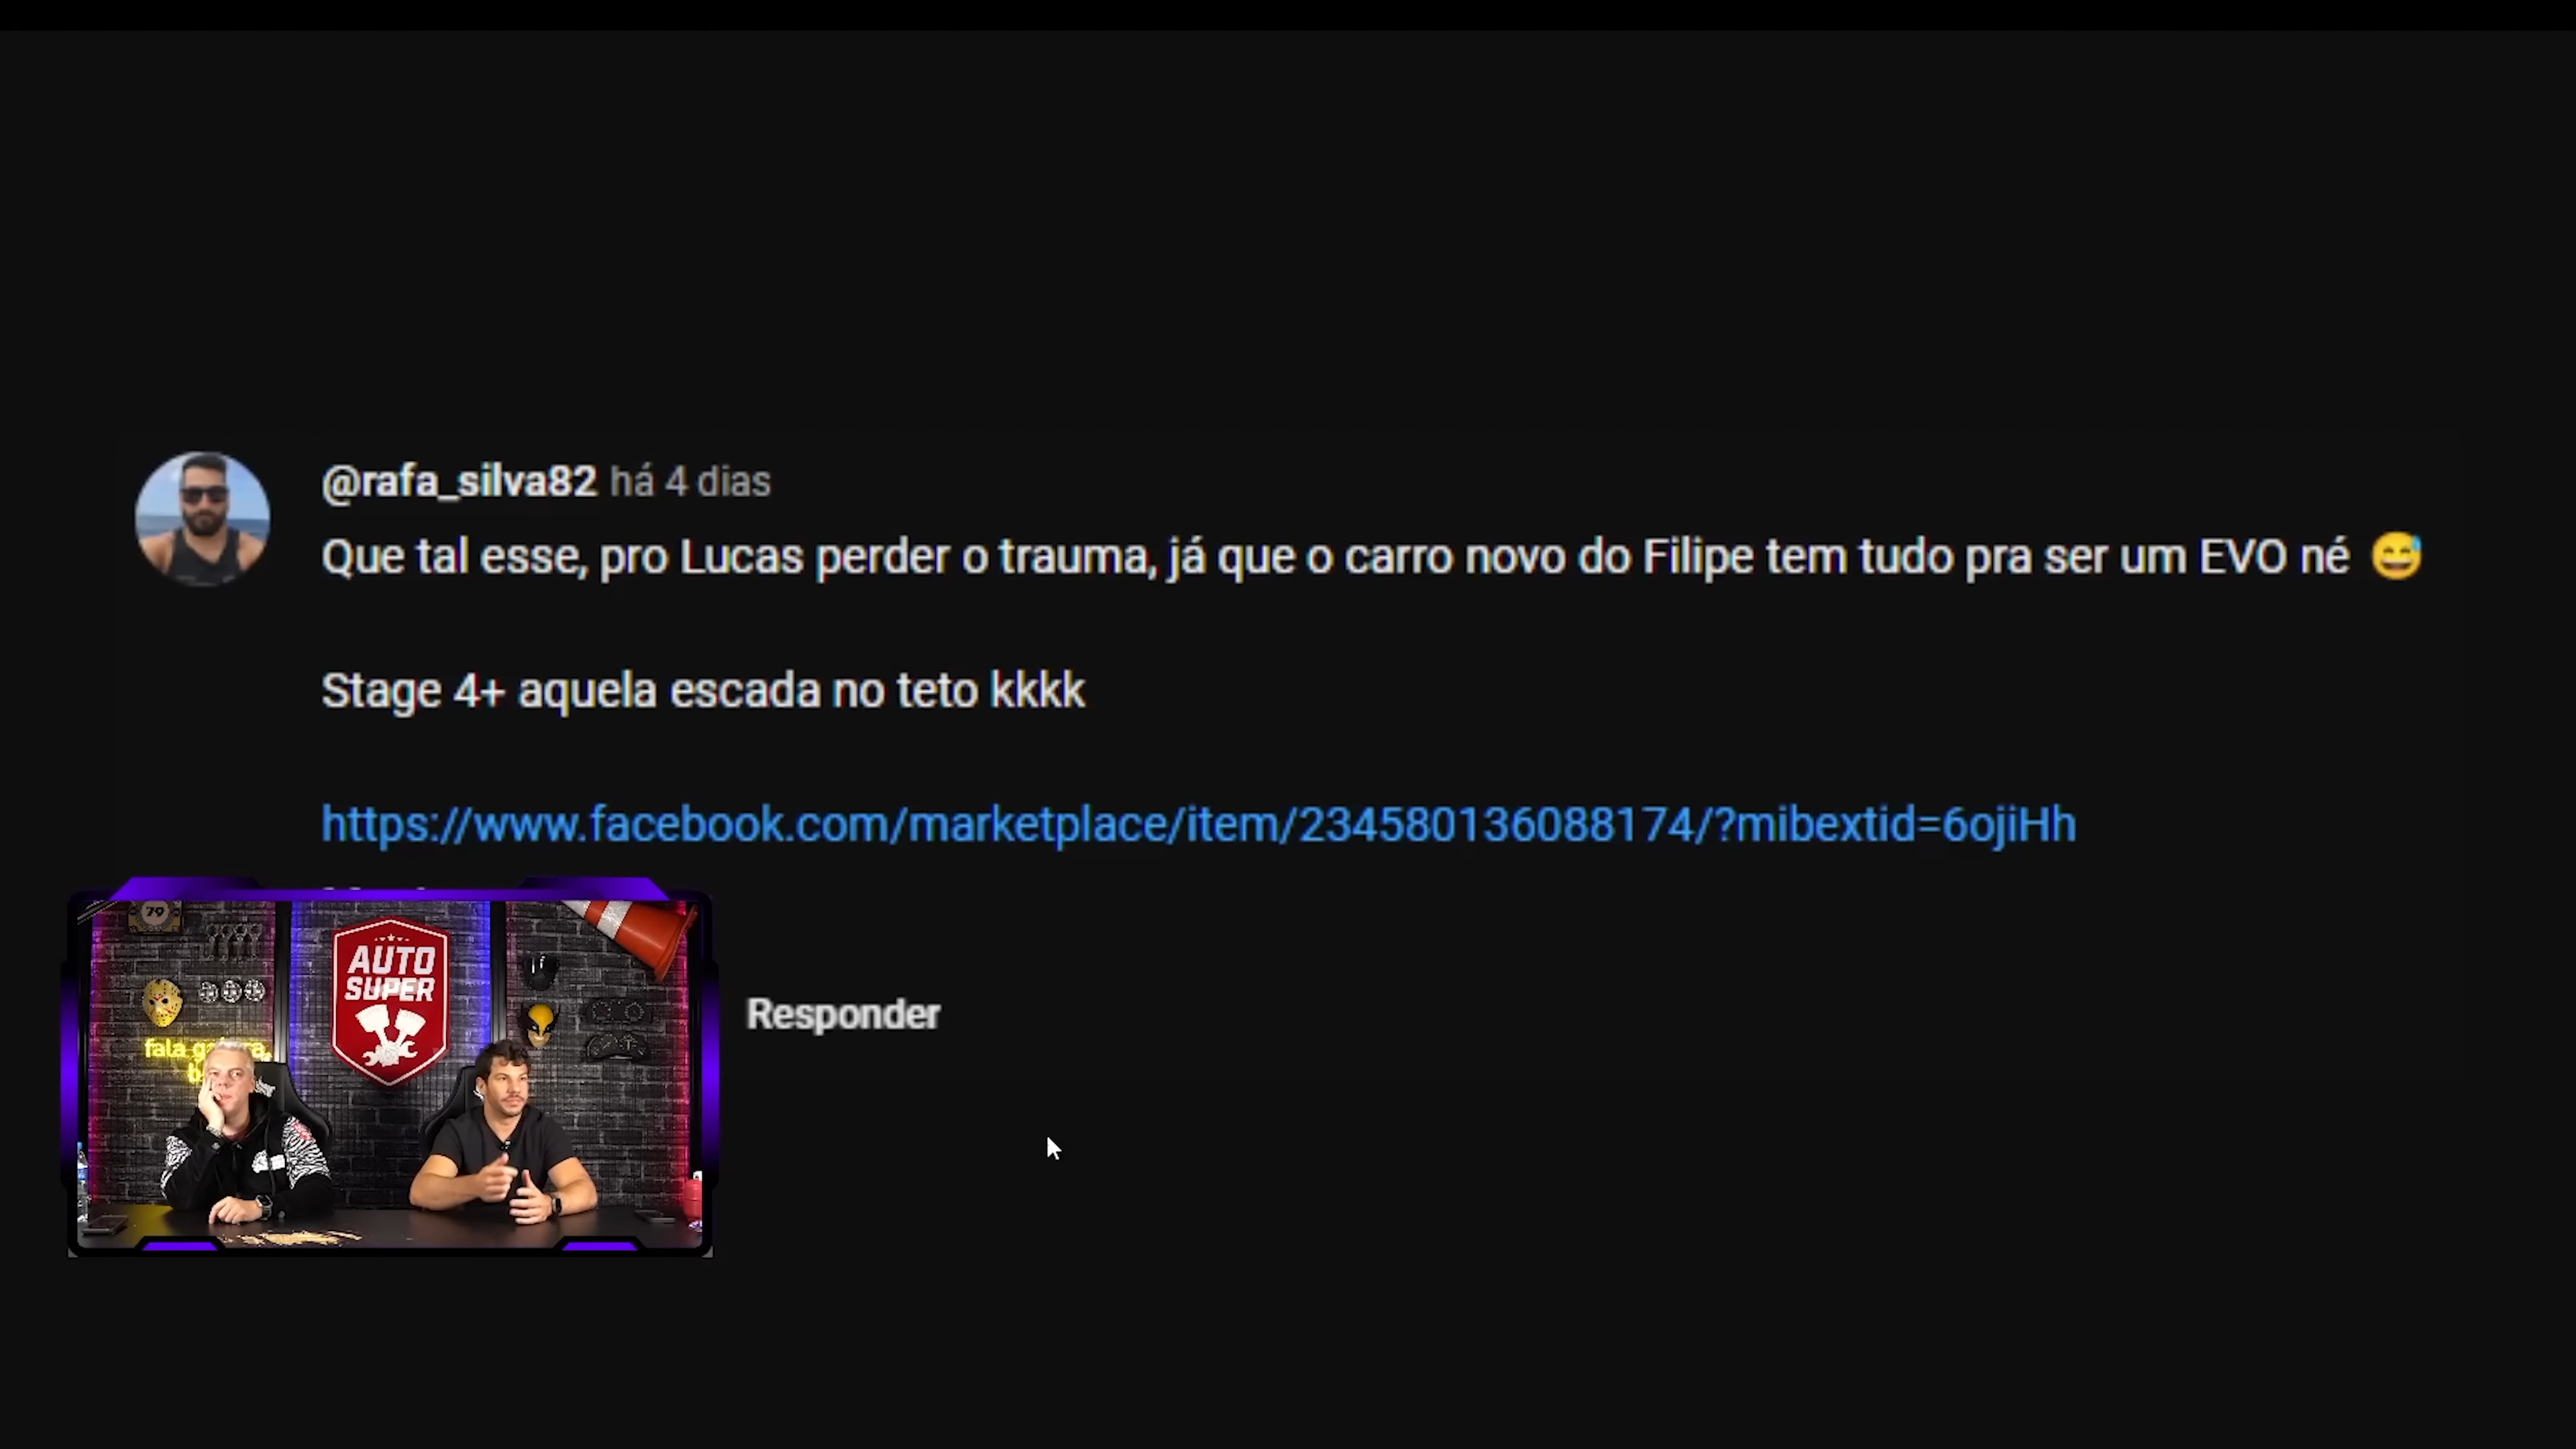 @rafa_silva82 há 4 dias
Que tal esse, pro Lucas perder o trauma, já que o carro novo do Filipe tem tudo pra ser um EVO né 😅
Stage 4+ aquela escada no teto kkkk
https://www.facebook.com/marketplace/item/234580136088174/?mibextid=6ojiHh
79
AUTO
SUPER
fala
Responder